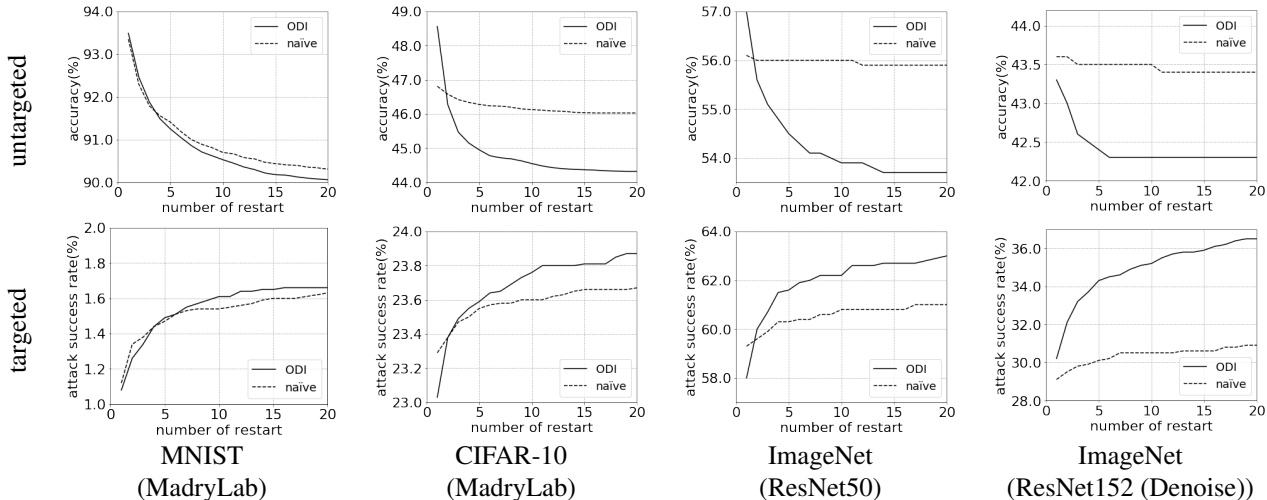 untargeted
94.0
93.0
92.0
91.0
90.0
accuracy(%)
0 5 10 15 20
number of restart
ODI
naïve
49.0
48.0
47.0
46.0
45.0
44.0
accuracy(%)
0 5 10 15 20
number of restart
ODI
naïve
57.0
56.0
55.0
54.0
accuracy(%)
0 5 10 15 20
number of restart
ODI
naïve
44.0
43.5
43.0
42.5
42.0
accuracy(%)
0 5 10 15 20
number of restart
ODI
naïve
targeted
2.0
1.8
1.6
1.4
1.2
1.0
attack success rate(%)
0 5 10 15 20
number of restart
ODI
naïve
24.0
23.8
23.6
23.4
23.2
23.0
attack success rate(%)
0 5 10 15 20
number of restart
ODI
naïve
64.0
62.0
60.0
58.0
attack success rate(%)
0 5 10 15 20
number of restart
ODI
naïve
36.0
34.0
32.0
30.0
28.0
attack success rate(%)
0 5 10 15 20
number of restart
ODI
naïve
MNIST
(MadryLab)
CIFAR-10
(MadryLab)
ImageNet
(ResNet50)
ImageNet
(ResNet152 (Denoise))